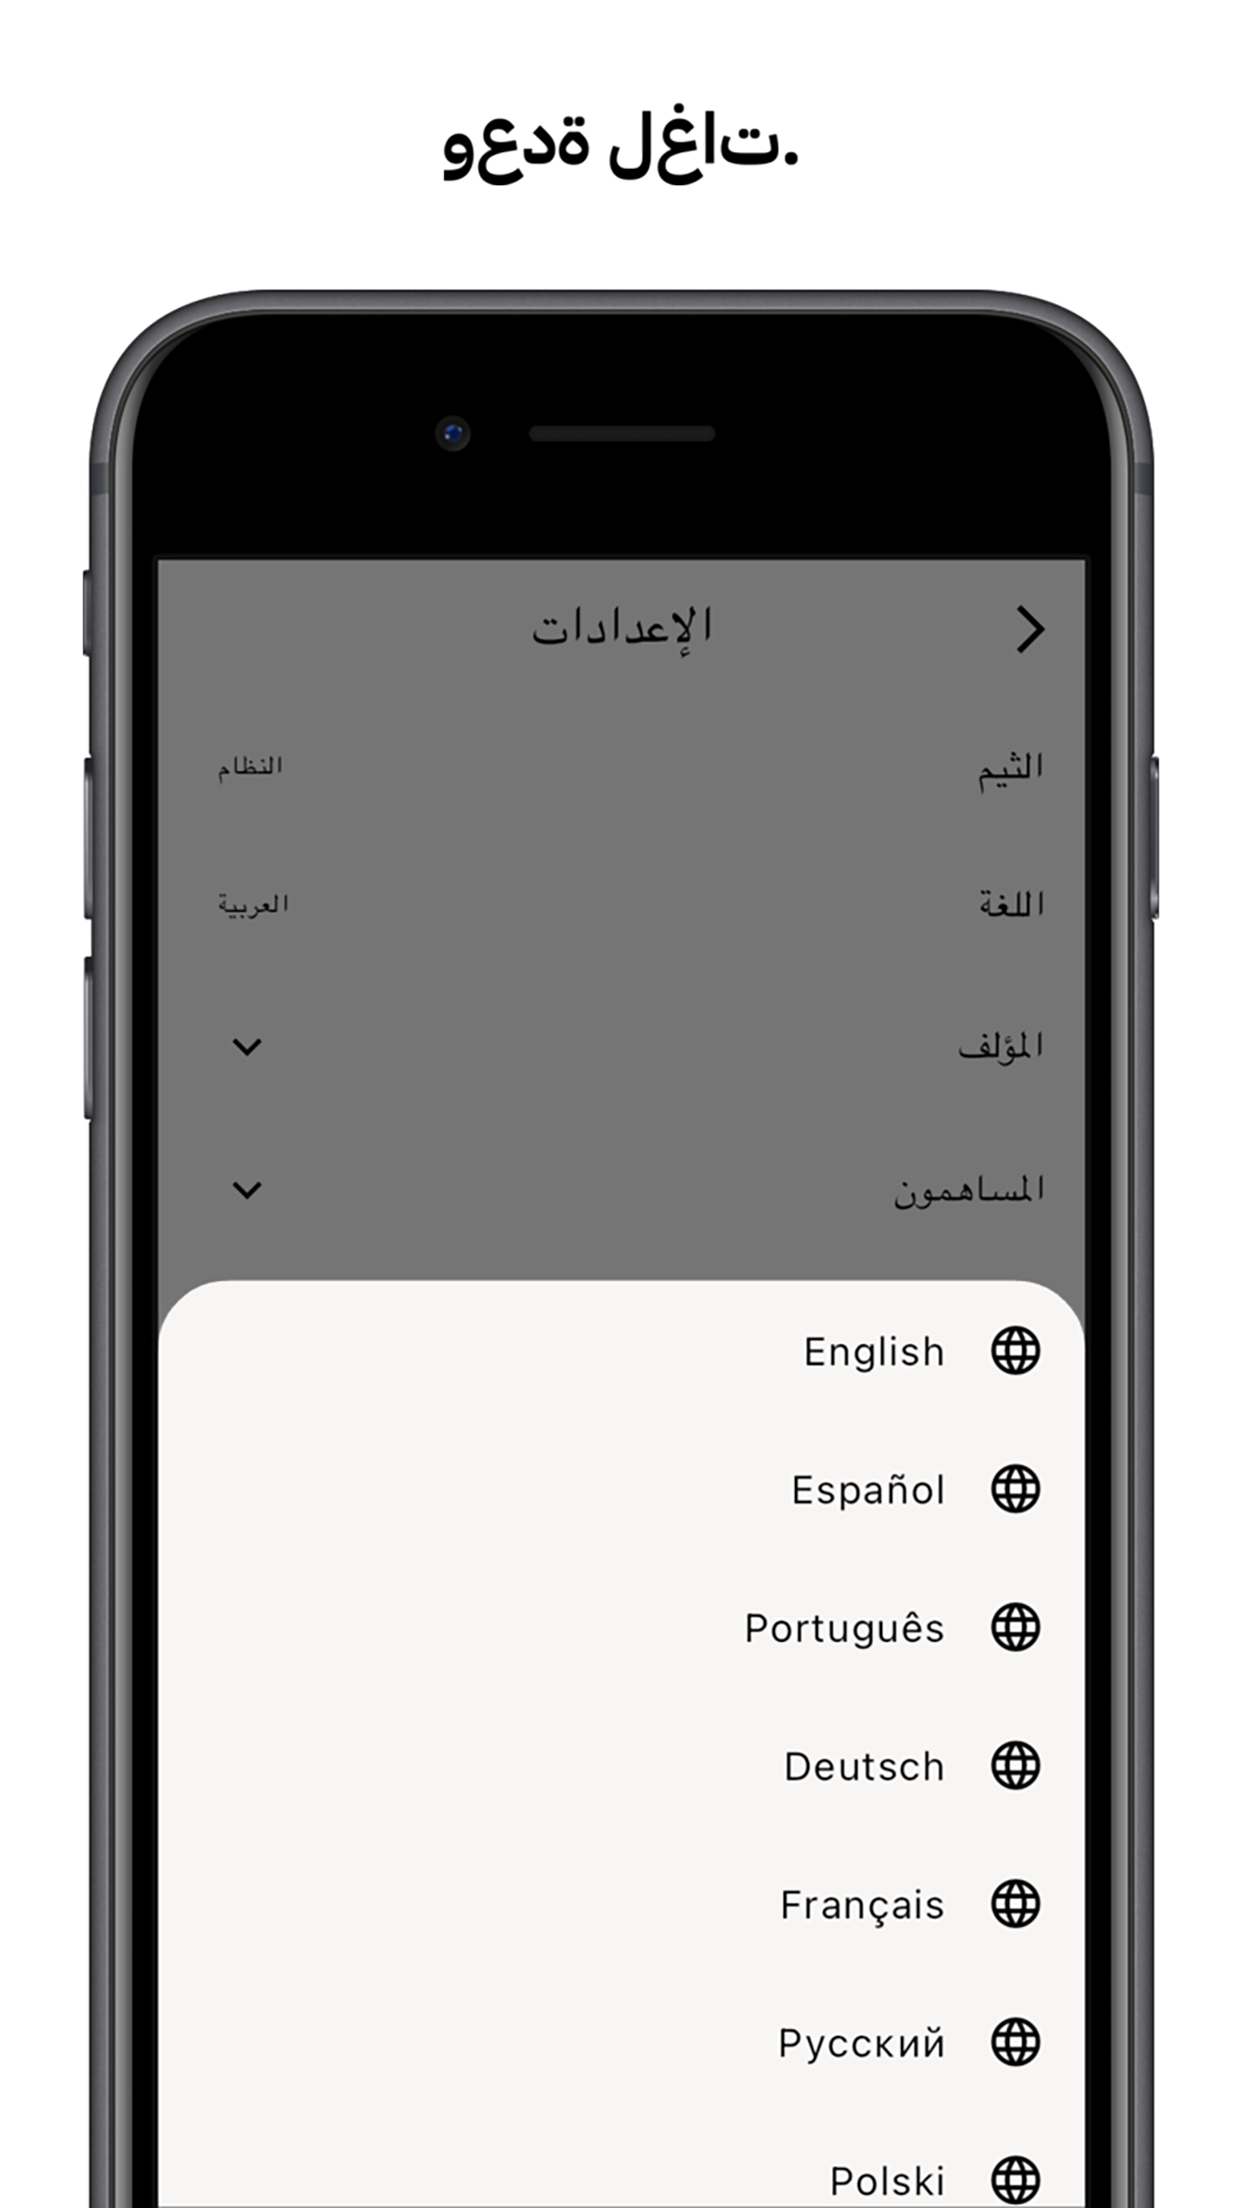 وعدة لغات.
الإعدادات
الثيم النظام
اللغة العربية
المؤلف
المساهمون
English
Español
Português
Deutsch
Français
Русский
Polski